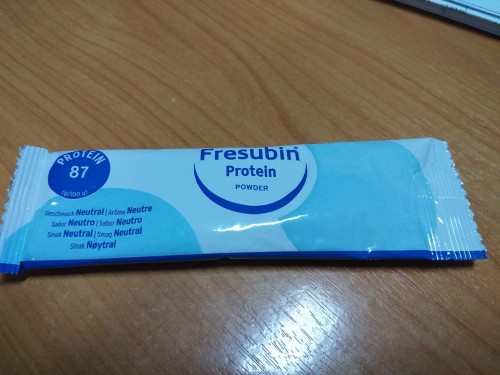 PROTEIN
87
(g/100 g)
Fresubin®
Protein
POWDER
Geschmack Neutral | Arôme Neutre
Sabor Neutro | Sabor Neutro
Smak Neutral | Smag Neutral
Smak Nøytral